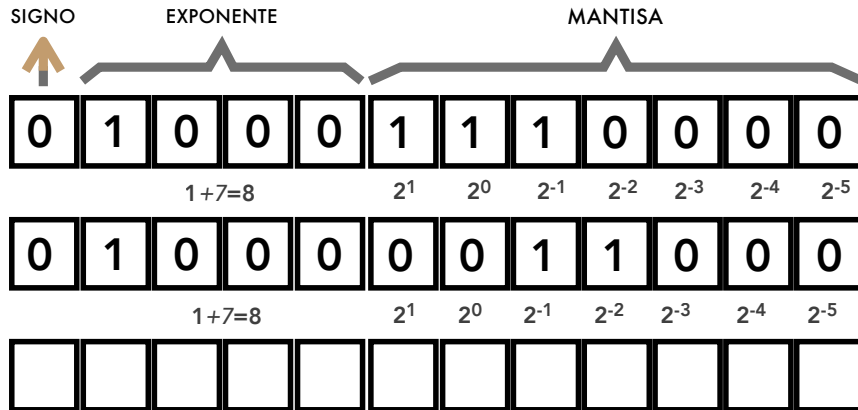 SIGNO EXPONENTE MANTISA
0 1 0 0 0 1 1 1 0 0 0 0
1+7=8 2¹ 2⁰ 2⁻¹ 2⁻² 2⁻³ 2⁻⁴ 2⁻⁵
0 1 0 0 0 0 0 1 1 0 0 0
1+7=8 2¹ 2⁰ 2⁻¹ 2⁻² 2⁻³ 2⁻⁴ 2⁻⁵